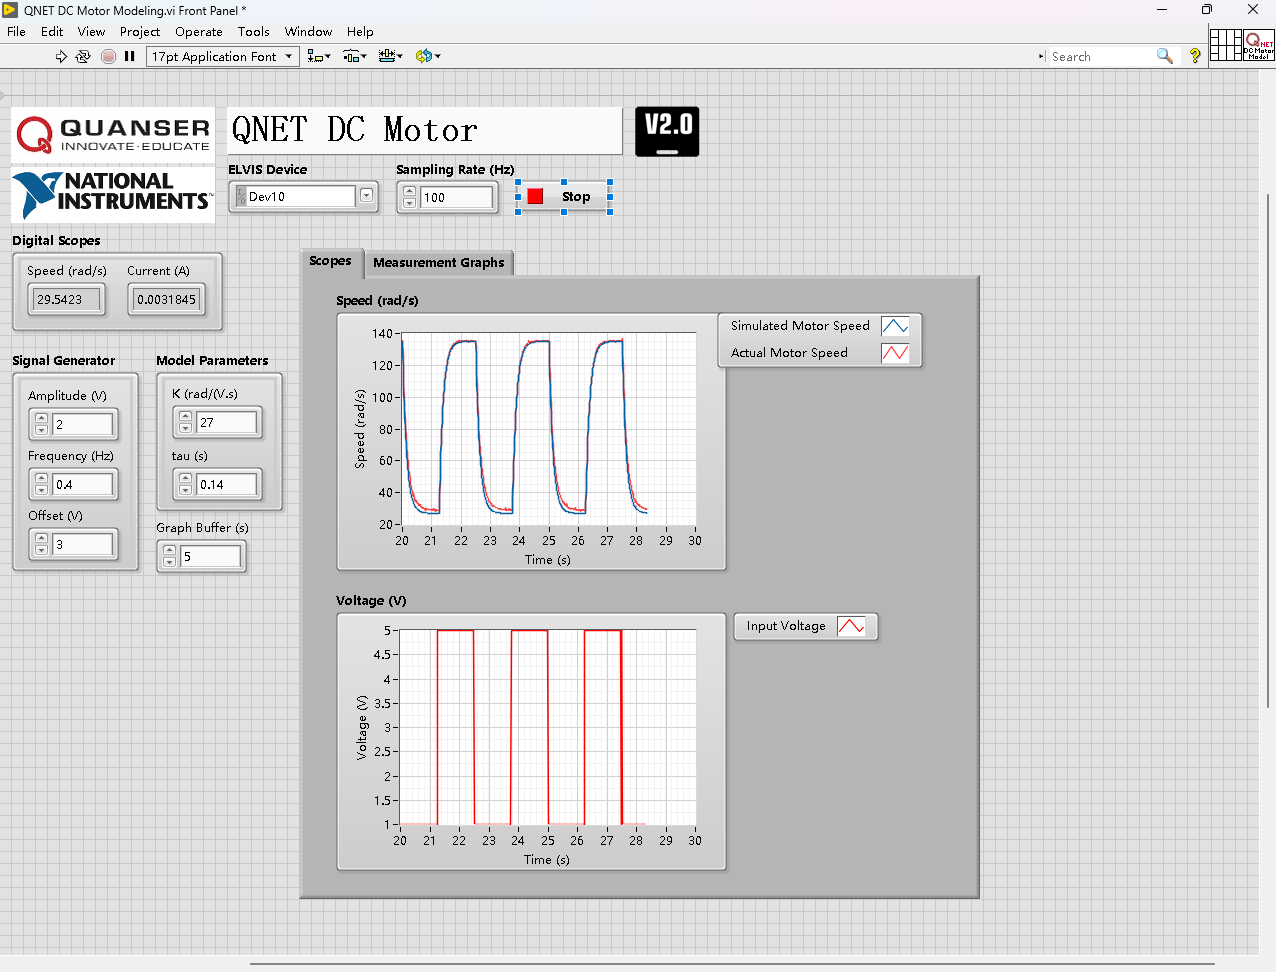 QNET DC Motor Modeling.vi Front Panel *
File Edit View Project Operate Tools Window Help
17pt Application Font
Search
?
QNET
DC Motor
Model
QUANSER
INNOVATE·EDUCATE
QNET DC Motor
V2.0
NATIONAL
INSTRUMENTS
ELVIS Device
Sampling Rate (Hz)
Dev10
100
Stop
Digital Scopes
Speed (rad/s) Current (A)
29.5423 0.0031845
Signal Generator
Amplitude (V)
2
Frequency (Hz)
0.4
Offset (V)
3
Model Parameters
K (rad/(V.s)
27
tau (s)
0.14
Graph Buffer (s)
5
Scopes Measurement Graphs
Speed (rad/s)
Simulated Motor Speed
Actual Motor Speed
Speed (rad/s)
140
120
100
80
60
40
20
20 21 22 23 24 25 26 27 28 29 30
Time (s)
Voltage (V)
Input Voltage
Voltage (V)
5
4.5
4
3.5
3
2.5
2
1.5
1
20 21 22 23 24 25 26 27 28 29 30
Time (s)